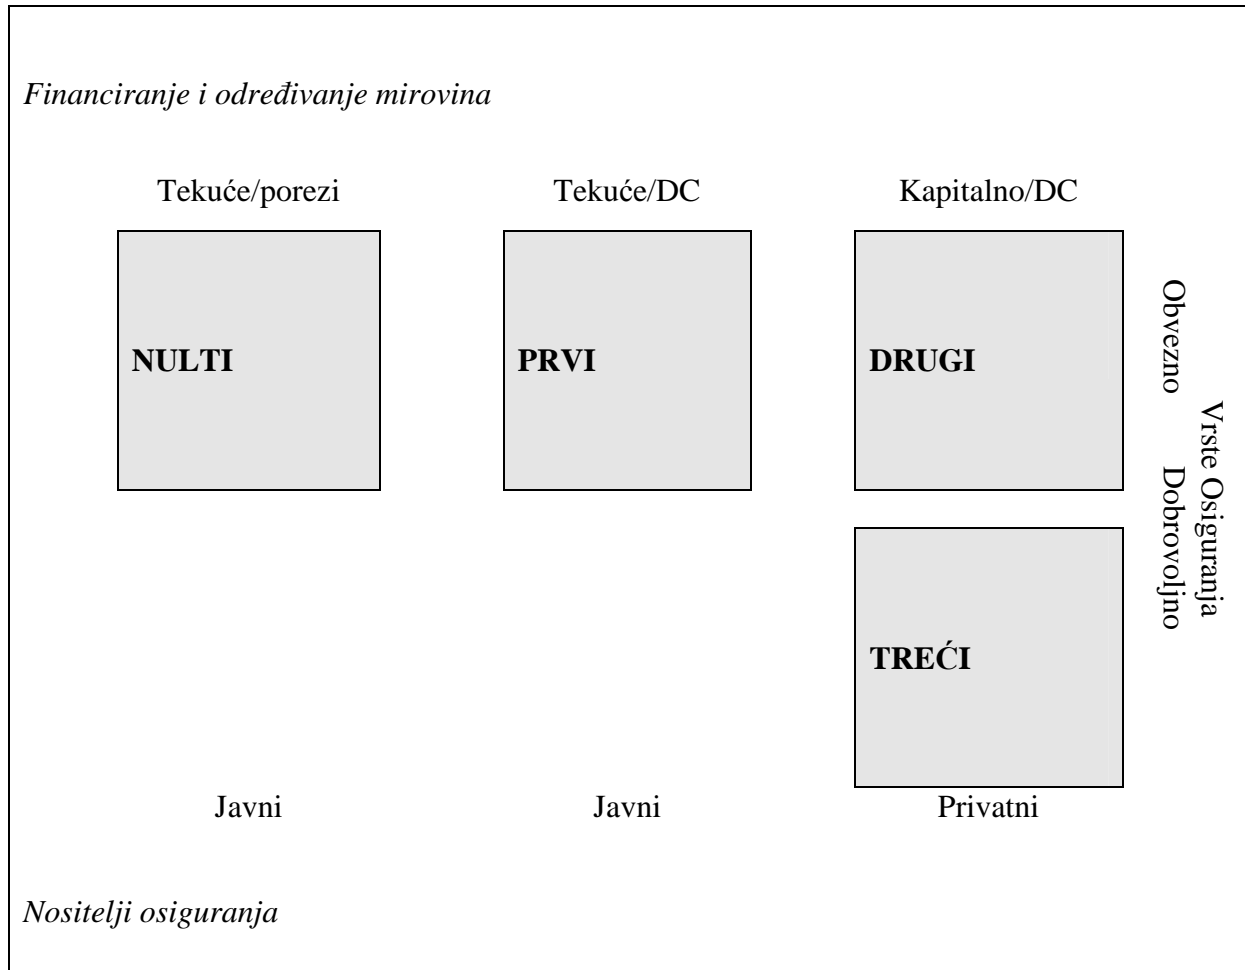 Financiranje i određivanje mirovina
Tekuće/porezi
Tekuće/DC
Kapitalno/DC
NULTI
PRVI
DRUGI
Obvezno
Dobrovoljno
Vrste Osiguranja
TREĆI
Javni
Javni
Privatni
Nositelji osiguranja